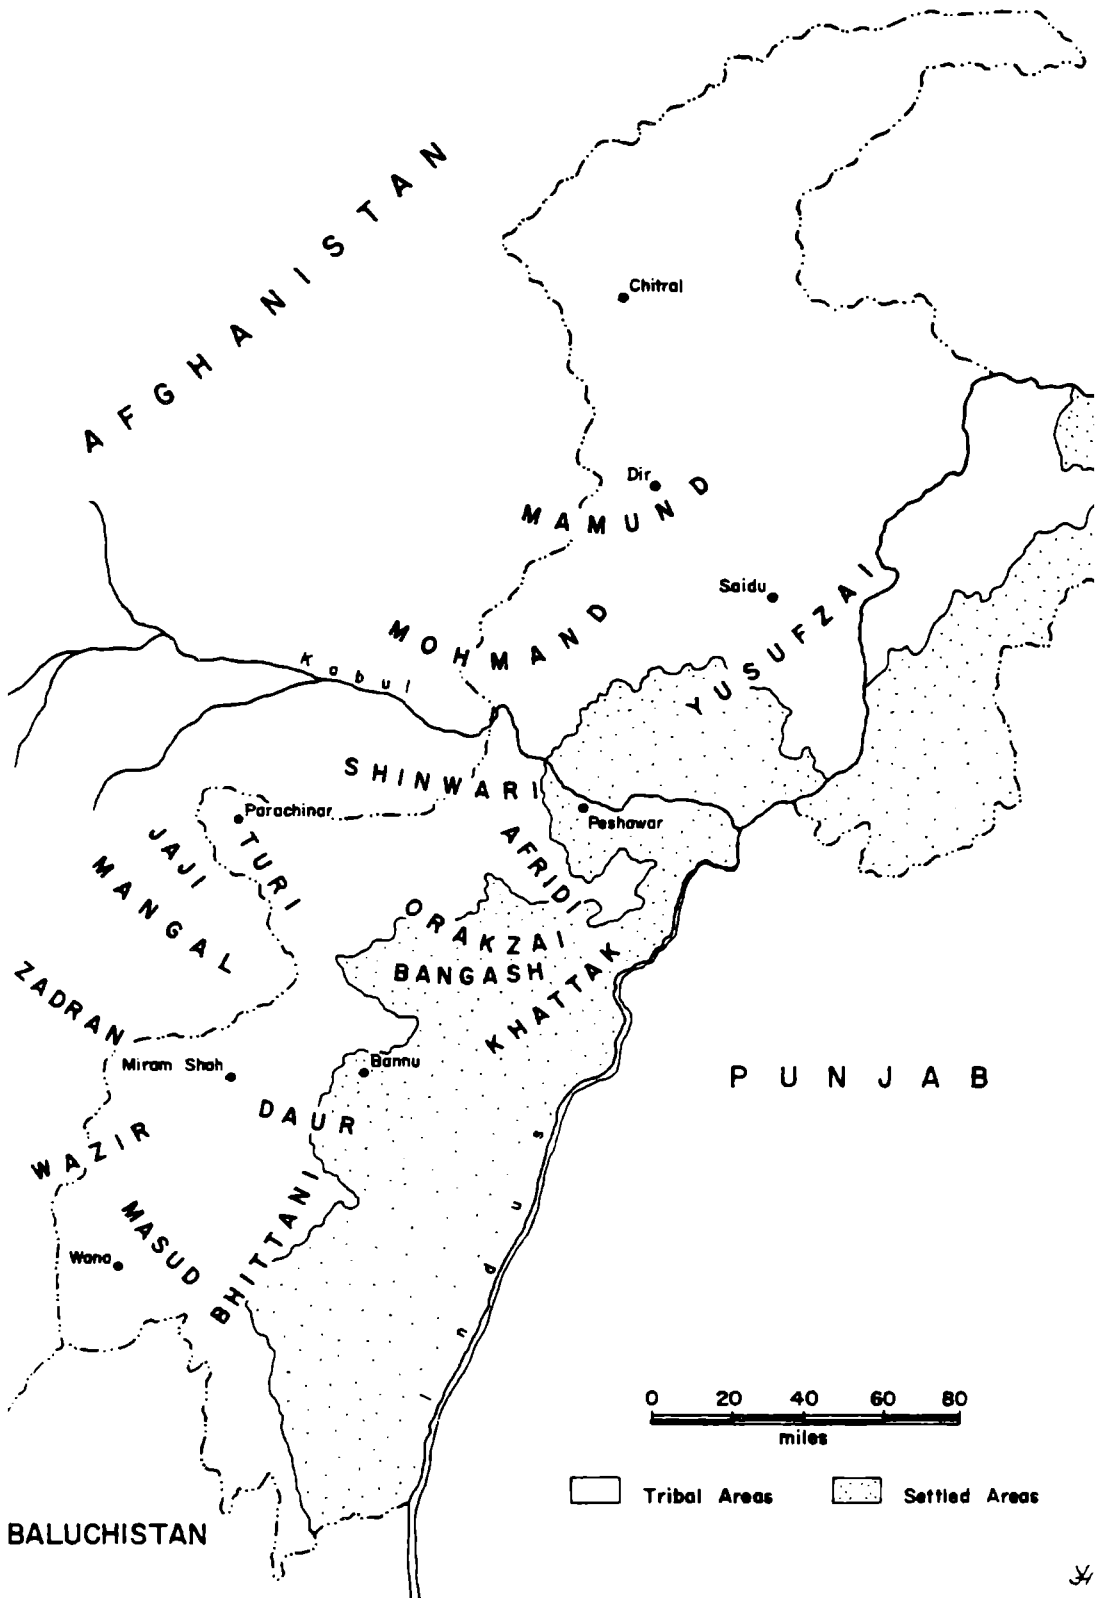 AFGHANISTAN
Chitral
Dir
MAMUND
Saidu
YUSUFZAI
MOHMAND
Kabul
SHINWARI
Parachinar
Peshawar
JAJI
TURI
AFRIDI
MANGAL
ORAKZAI
BANGASH
KHATTAK
ZADRAN
Miram Shah
Bannu
PUNJAB
DAUR
WAZIR
Indus
BHITTANI
MASUD
Wana
0 20 40 60 80
miles
Tribal Areas
Settled Areas
BALUCHISTAN